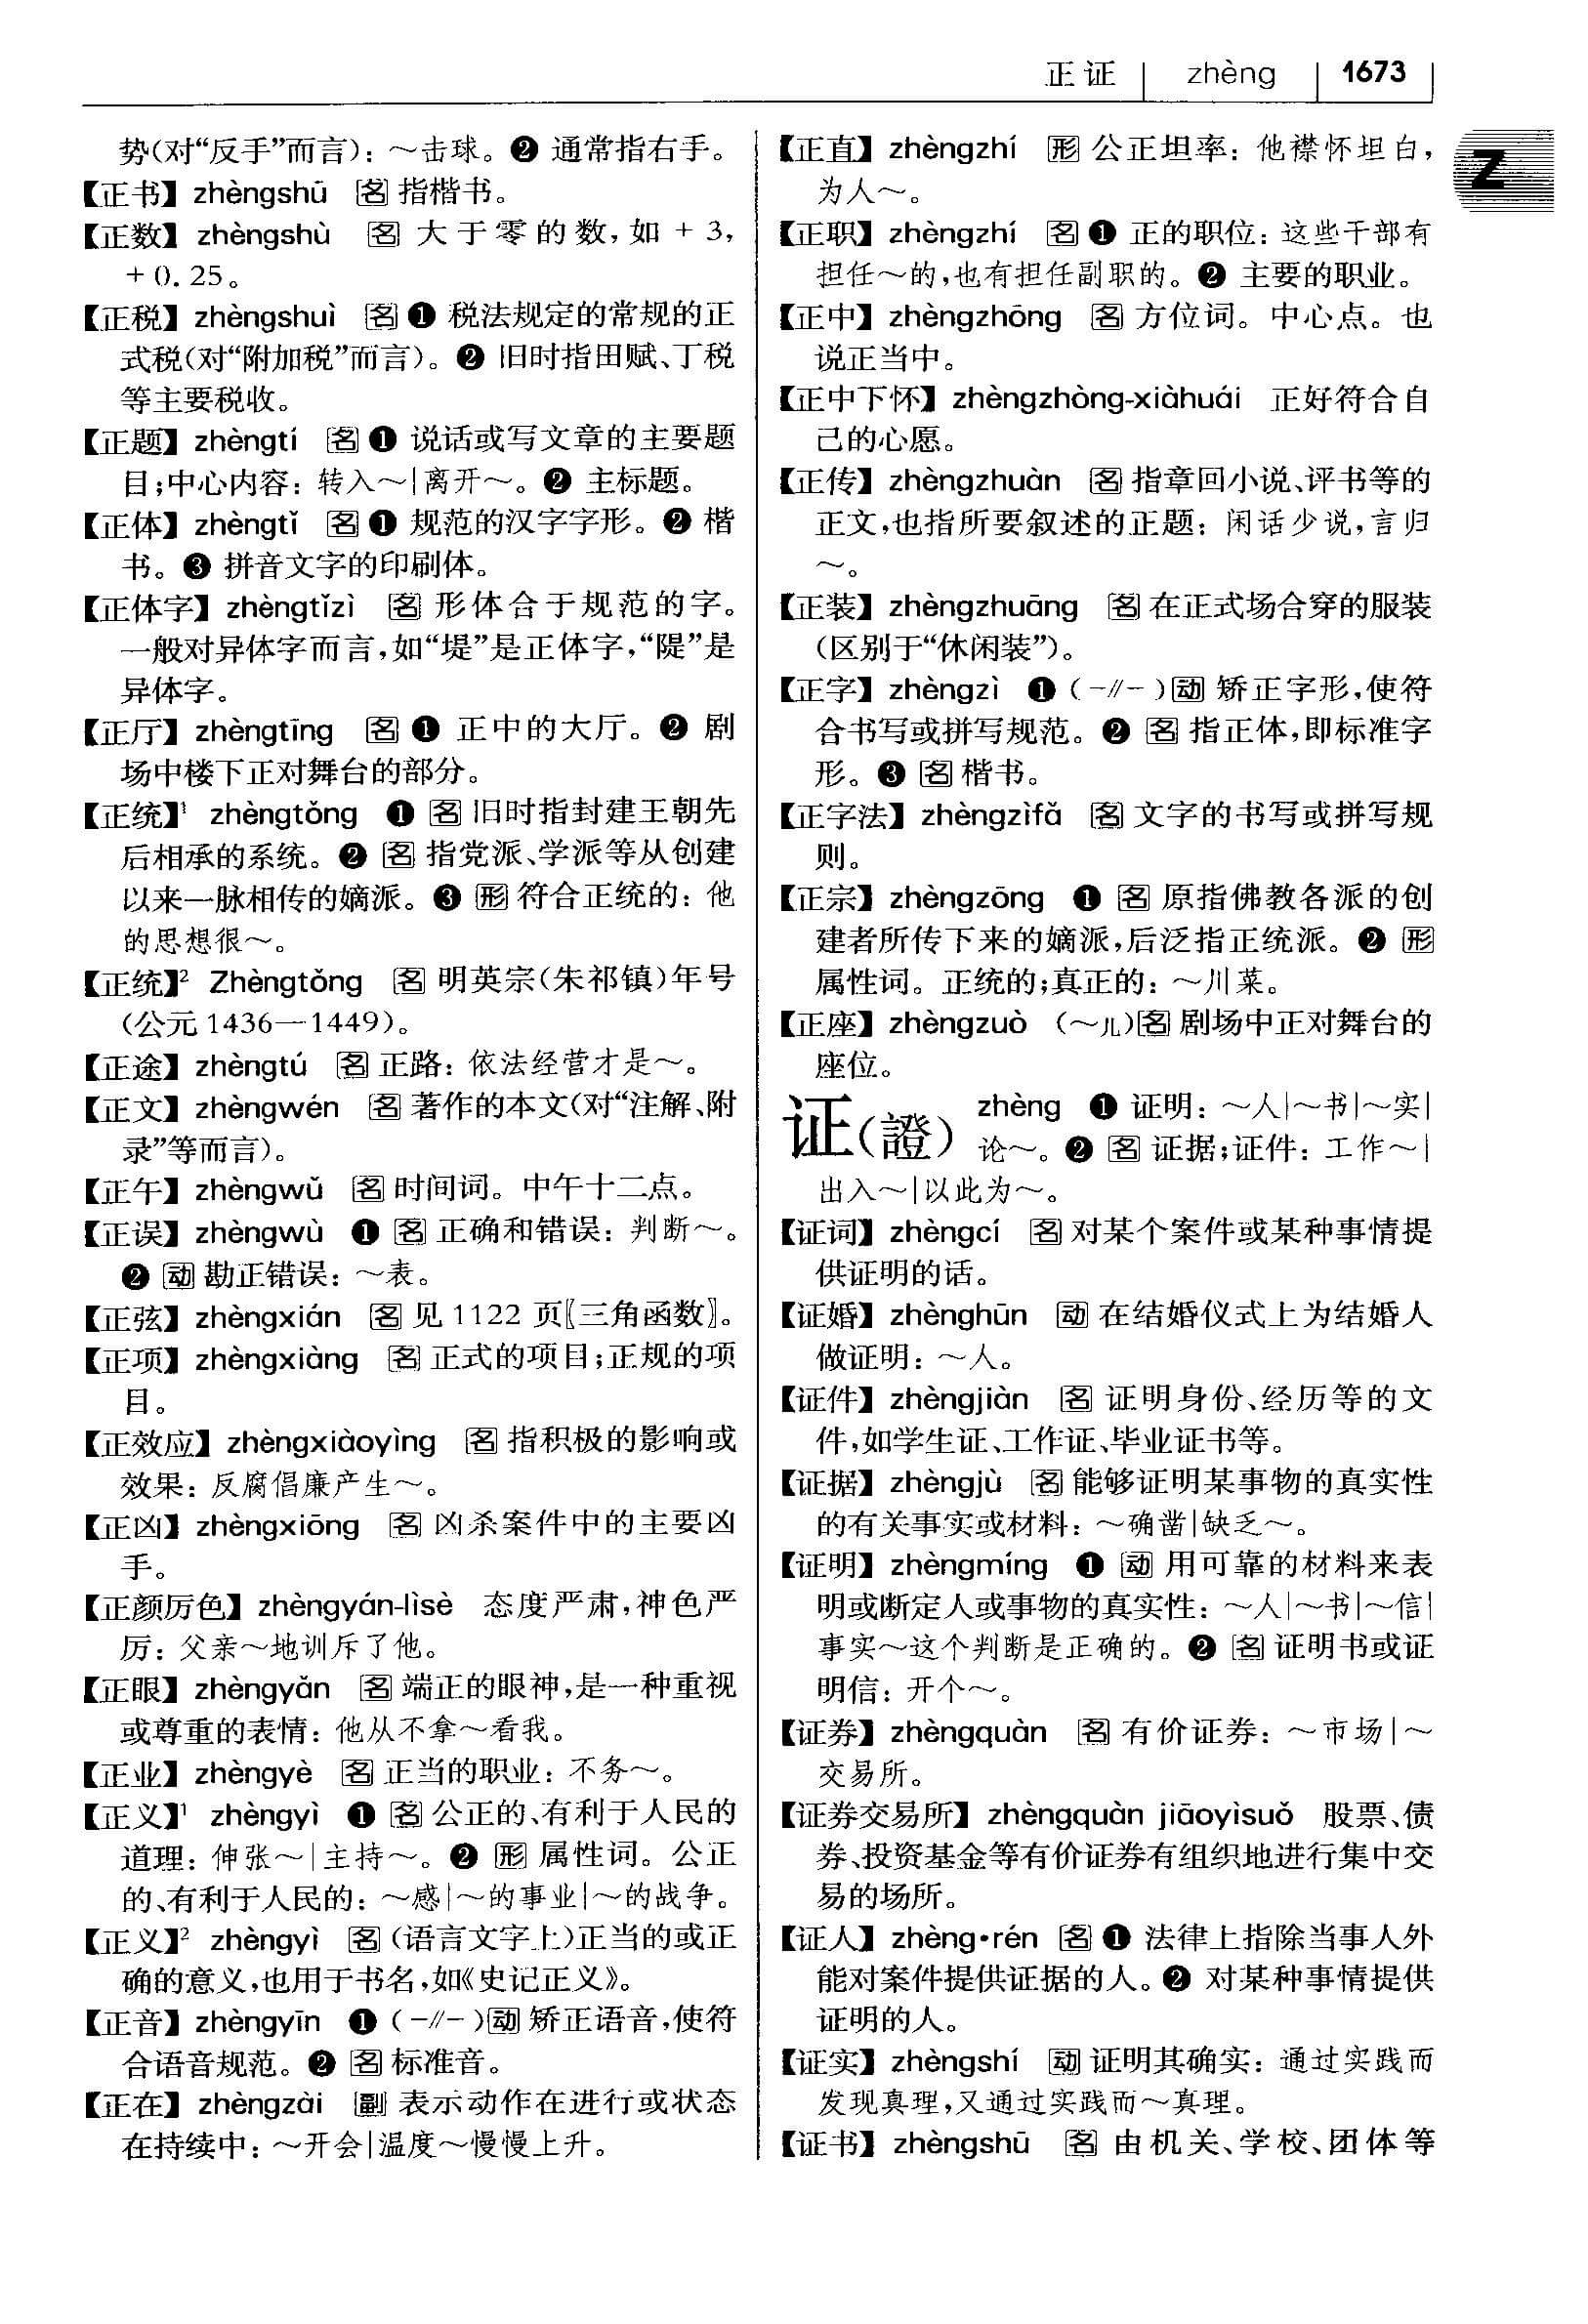 正证 | zhèng | 1673
Z
势(对“反手”而言)：～击球。❷ 通常指右手。
【正书】zhèngshū 名 指楷书。
【正数】zhèngshù 名 大于零的数，如 + 3，
+ 0. 25。
【正税】zhèngshuì 名 ❶ 税法规定的常规的正
式税(对“附加税”而言)。❷ 旧时指田赋、丁税
等主要税收。
【正题】zhèngtí 名 ❶ 说话或写文章的主要题
目；中心内容：转入～|离开～。❷ 主标题。
【正体】zhèngtǐ 名 ❶ 规范的汉字字形。❷ 楷
书。❸ 拼音文字的印刷体。
【正体字】zhèngtǐzì 名 形体合于规范的字。
一般对异体字而言，如“堤”是正体字，“隄”是
异体字。
【正厅】zhèngtīng 名 ❶ 正中的大厅。❷ 剧
场中楼下正对舞台的部分。
【正统】¹ zhèngtǒng ❶ 名 旧时指封建王朝先
后相承的系统。❷ 名 指党派、学派等从创建
以来一脉相传的嫡派。❸ 形 符合正统的：他
的思想很～。
【正统】² Zhèngtǒng 名 明英宗(朱祁镇)年号
(公元 1436—1449)。
【正途】zhèngtú 名 正路：依法经营才是～。
【正文】zhèngwén 名 著作的本文(对“注解、附
录”等而言)。
【正午】zhèngwǔ 名 时间词。中午十二点。
【正误】zhèngwù ❶ 名 正确和错误：判断～。
❷ 动 勘正错误：～表。
【正弦】zhèngxián 名 见 1122 页〖三角函数〗。
【正项】zhèngxiàng 名 正式的项目；正规的项
目。
【正效应】zhèngxiàoyìng 名 指积极的影响或
效果：反腐倡廉产生～。
【正凶】zhèngxiōng 名 凶杀案件中的主要凶
手。
【正颜厉色】zhèngyán-lìsè 态度严肃，神色严
厉：父亲～地训斥了他。
【正眼】zhèngyǎn 名 端正的眼神，是一种重视
或尊重的表情：他从不拿～看我。
【正业】zhèngyè 名 正当的职业：不务～。
【正义】¹ zhèngyì ❶ 名 公正的、有利于人民的
道理：伸张～|主持～。❷ 形 属性词。公正
的、有利于人民的：～感|～的事业|～的战争。
【正义】² zhèngyì 名 (语言文字上)正当的或正
确的意义，也用于书名，如《史记正义》。
【正音】zhèngyīn ❶ (-//-)动 矫正语音，使符
合语音规范。❷ 名 标准音。
【正在】zhèngzài 副 表示动作在进行或状态
在持续中：～开会|温度～慢慢上升。
【正直】zhèngzhí 形 公正坦率：他襟怀坦白，
为人～。
【正职】zhèngzhí 名 ❶ 正的职位：这些干部有
担任～的，也有担任副职的。❷ 主要的职业。
【正中】zhèngzhōng 名 方位词。中心点。也
说正当中。
【正中下怀】zhèngzhòng-xiàhuái 正好符合自
己的心愿。
【正传】zhèngzhuàn 名 指章回小说、评书等的
正文，也指所要叙述的正题：闲话少说，言归
～。
【正装】zhèngzhuāng 名 在正式场合穿的服装
(区别于“休闲装”)。
【正字】zhèngzì ❶ (-//-)动 矫正字形，使符
合书写或拼写规范。❷ 名 指正体，即标准字
形。❸ 名 楷书。
【正字法】zhèngzìfǎ 名 文字的书写或拼写规
则。
【正宗】zhèngzōng ❶ 名 原指佛教各派的创
建者所传下来的嫡派，后泛指正统派。❷ 形
属性词。正统的；真正的：～川菜。
【正座】zhèngzuò (～儿)名 剧场中正对舞台的
座位。
证(證) zhèng ❶ 证明：～人|～书|～实|
论～。❷ 名 证据；证件：工作～|
出入～|以此为～。
【证词】zhèngcí 名 对某个案件或某种事情提
供证明的话。
【证婚】zhènghūn 动 在结婚仪式上为结婚人
做证明：～人。
【证件】zhèngjiàn 名 证明身份、经历等的文
件，如学生证、工作证、毕业证书等。
【证据】zhèngjù 名 能够证明某事物的真实性
的有关事实或材料：～确凿|缺乏～。
【证明】zhèngmíng ❶ 动 用可靠的材料来表
明或断定人或事物的真实性：～人|～书|～信|
事实～这个判断是正确的。❷ 名 证明书或证
明信：开个～。
【证券】zhèngquàn 名 有价证券：～市场|～
交易所。
【证券交易所】zhèngquàn jiāoyìsuǒ 股票、债
券、投资基金等有价证券有组织地进行集中交
易的场所。
【证人】zhèng•rén 名 ❶ 法律上指除当事人外
能对案件提供证据的人。❷ 对某种事情提供
证明的人。
【证实】zhèngshí 动 证明其确实：通过实践而
发现真理，又通过实践而～真理。
【证书】zhèngshū 名 由机关、学校、团体等